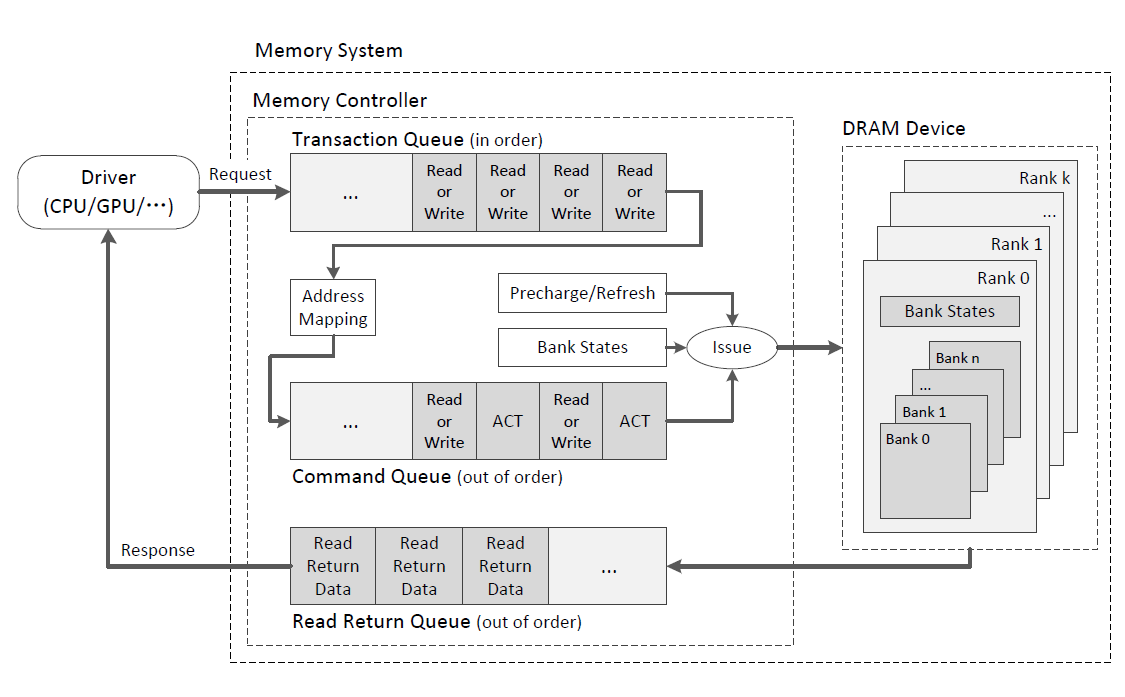 Memory System
Memory Controller
DRAM Device
Transaction Queue (in order)
Driver
(CPU/GPU/⋯)
Request
...
Read
or
Write
Read
or
Write
Read
or
Write
Read
or
Write
Address
Mapping
Precharge/Refresh
Bank States
Issue
...
Read
or
Write
ACT
Read
or
Write
ACT
Command Queue (out of order)
Rank k
...
Rank 1
Rank 0
Bank States
Bank n
...
Bank 1
Bank 0
Response
Read
Return
Data
Read
Return
Data
Read
Return
Data
...
Read Return Queue (out of order)